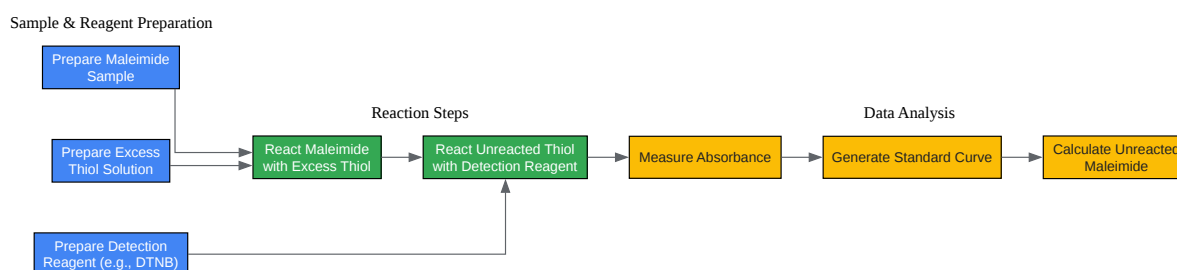 Sample & Reagent Preparation
Prepare Maleimide
Sample
Reaction Steps
Data Analysis
Prepare Excess
Thiol Solution
React Maleimide
with Excess Thiol
React Unreacted Thiol
with Detection Reagent
Measure Absorbance
Generate Standard Curve
Calculate Unreacted
Maleimide
Prepare Detection
Reagent (e.g., DTNB)